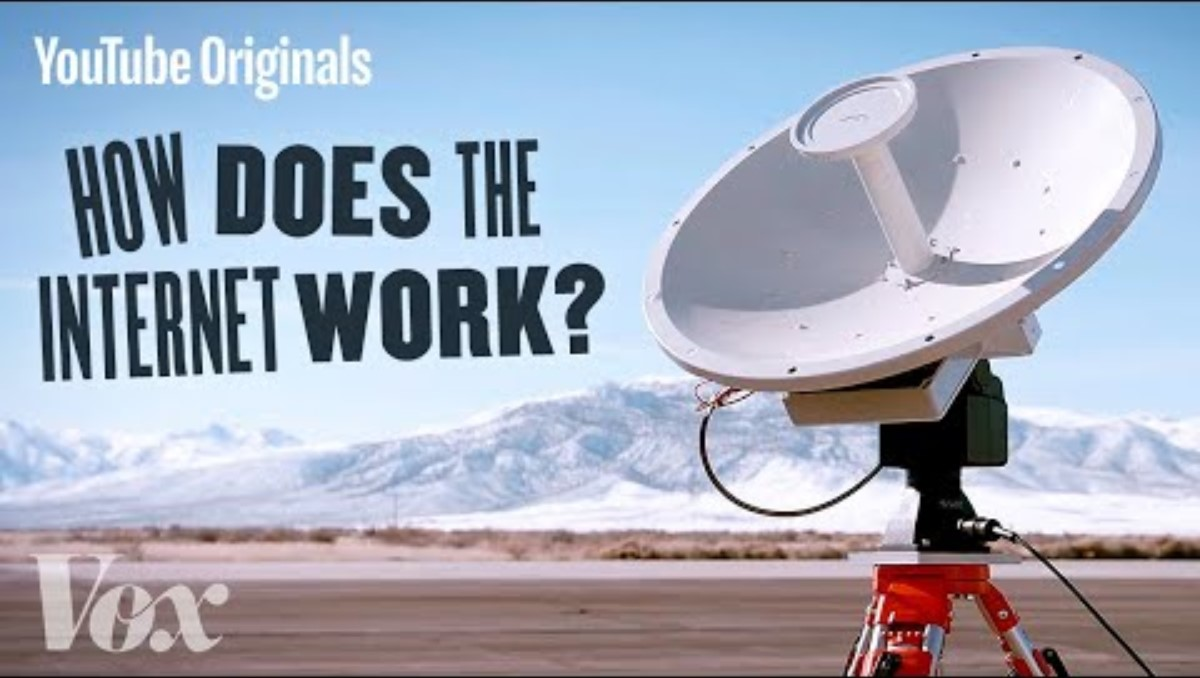 YouTube Originals
HOW DOES THE
INTERNET WORK?
Vox